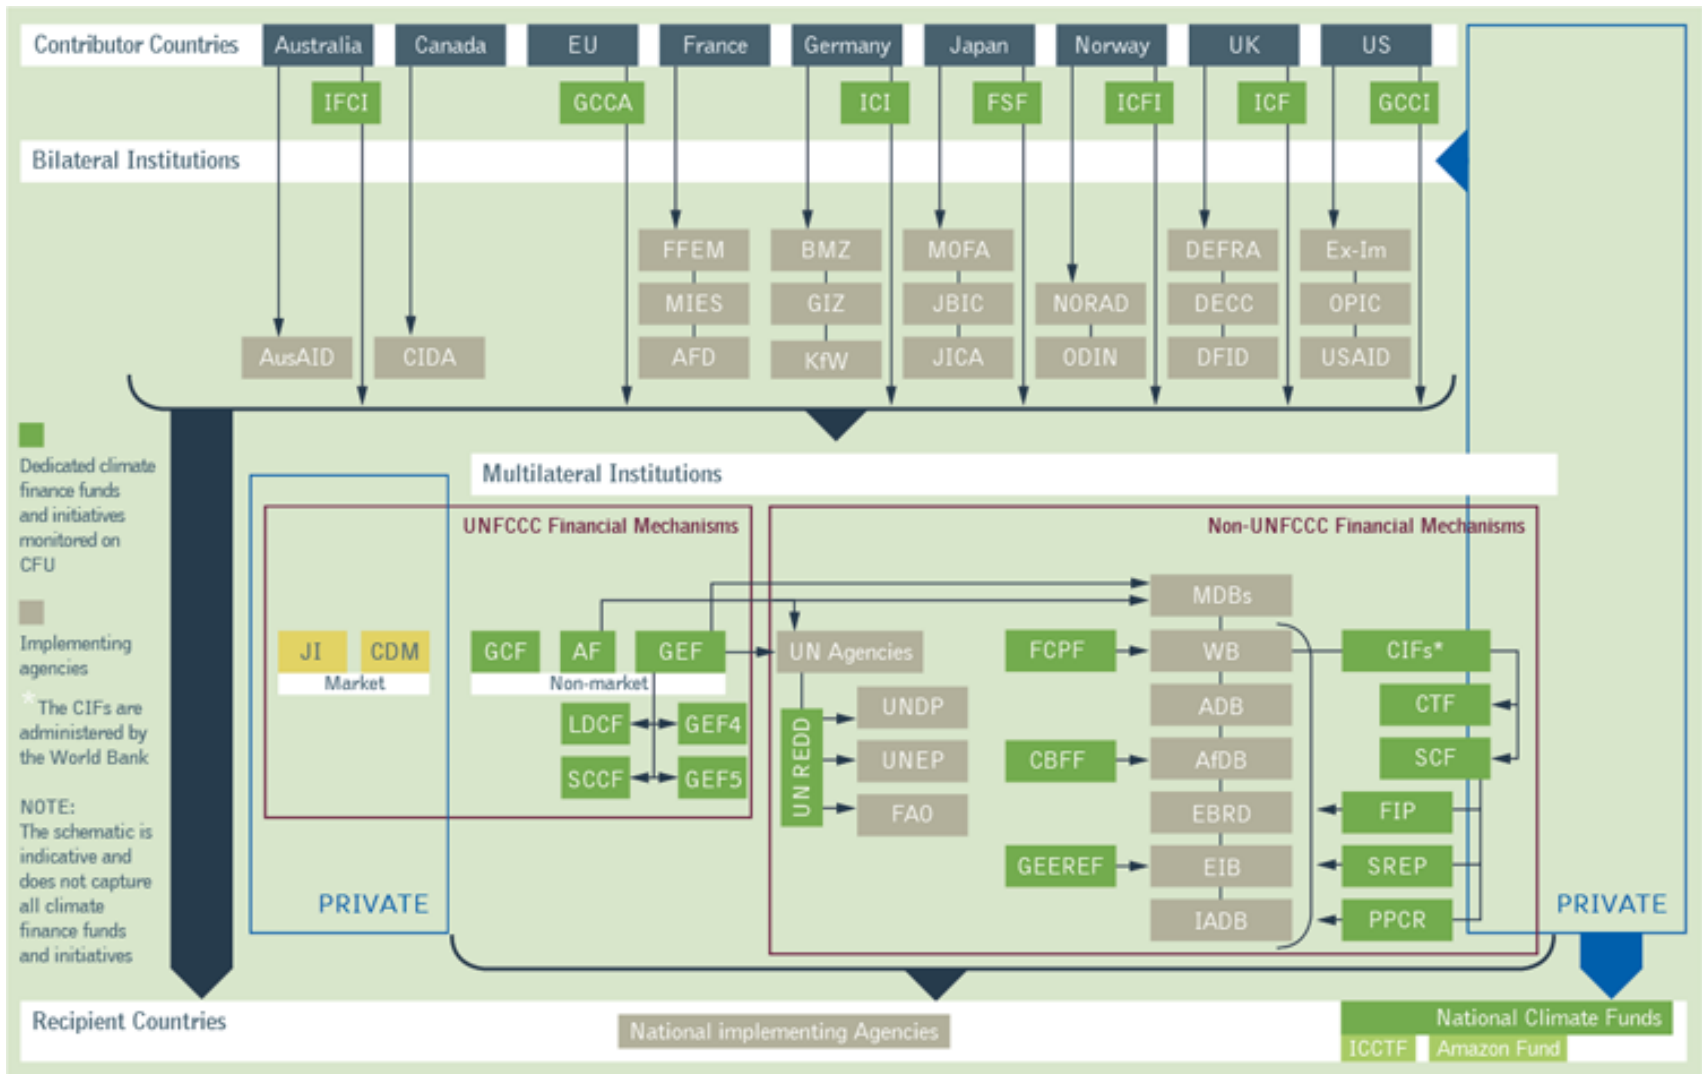 Contributor Countries
Australia
Canada
EU
France
Germany
Japan
Norway
UK
US
IFCI
GCCA
ICI
FSF
ICFI
ICF
GCCI
Bilateral Institutions
FFEM
BMZ
MOFA
DEFRA
Ex-Im
MIES
GIZ
JBIC
NORAD
DECC
OPIC
AusAID
CIDA
AFD
KfW
JICA
ODIN
DFID
USAID
Dedicated climate
finance funds
and initiatives
monitored on
CFU
Implementing
agencies
* The CIFs are
administered by
the World Bank
NOTE:
The schematic is
indicative and
does not capture
all climate
finance funds
and initiatives
Multilateral Institutions
UNFCCC Financial Mechanisms
Non-UNFCCC Financial Mechanisms
JI
CDM
Market
GCF
AF
GEF
Non-market
LDCF
GEF4
SCCF
GEF5
PRIVATE
UN Agencies
UN REDD
UNDP
UNEP
FAO
FCPF
CBFF
GEEREF
MDBs
WB
ADB
AfDB
EBRD
EIB
IADB
CIFs*
CTF
SCF
FIP
SREP
PPCR
PRIVATE
Recipient Countries
National implementing Agencies
National Climate Funds
ICCTF
Amazon Fund